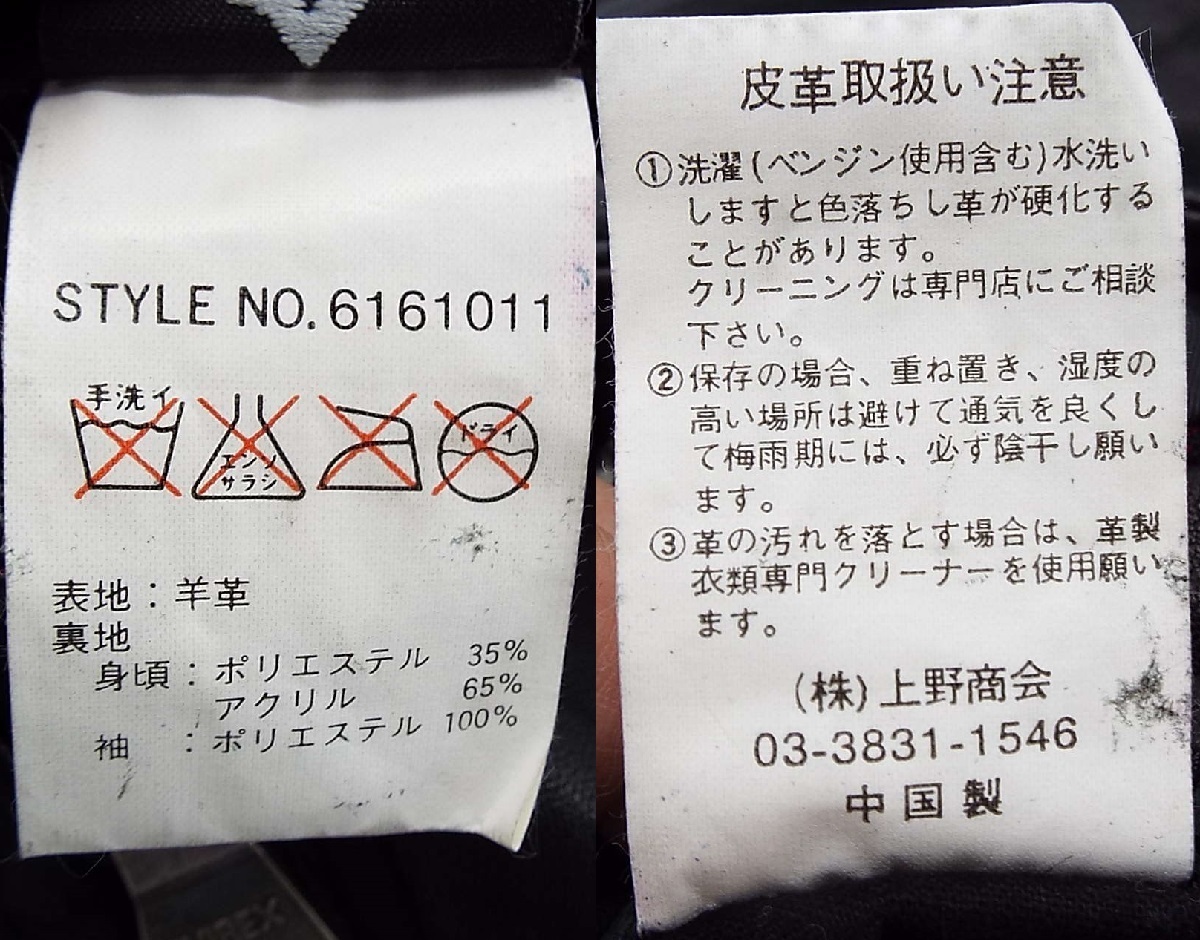 STYLE NO. 6161011
手洗イ
エンソ
サラシ
ドライ
表地：羊革
裏地
身頃：ポリエステル 35%
アクリル 65%
袖 ：ポリエステル 100%
皮革取扱い注意
①洗濯(ベンジン使用含む)水洗い
しますと色落ちし革が硬化する
ことがあります。
クリーニングは専門店にご相談
下さい。
②保存の場合、重ね置き、湿度の
高い場所は避けて通気を良くし
て梅雨期には、必ず陰干し願い
ます。
③革の汚れを落とす場合は、革製
衣類専門クリーナーを使用願い
ます。
(株)上野商会
03-3831-1546
中国製